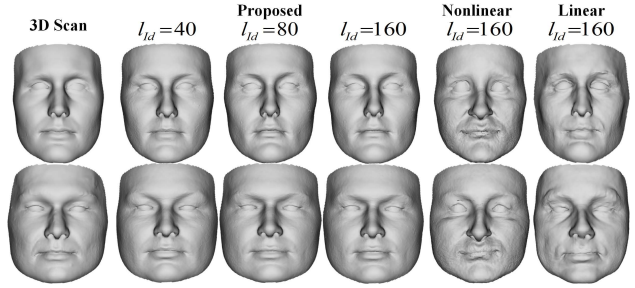 3D Scan
Proposed
l_Id=40 l_Id=80 l_Id=160
Nonlinear
l_Id=160
Linear
l_Id=160